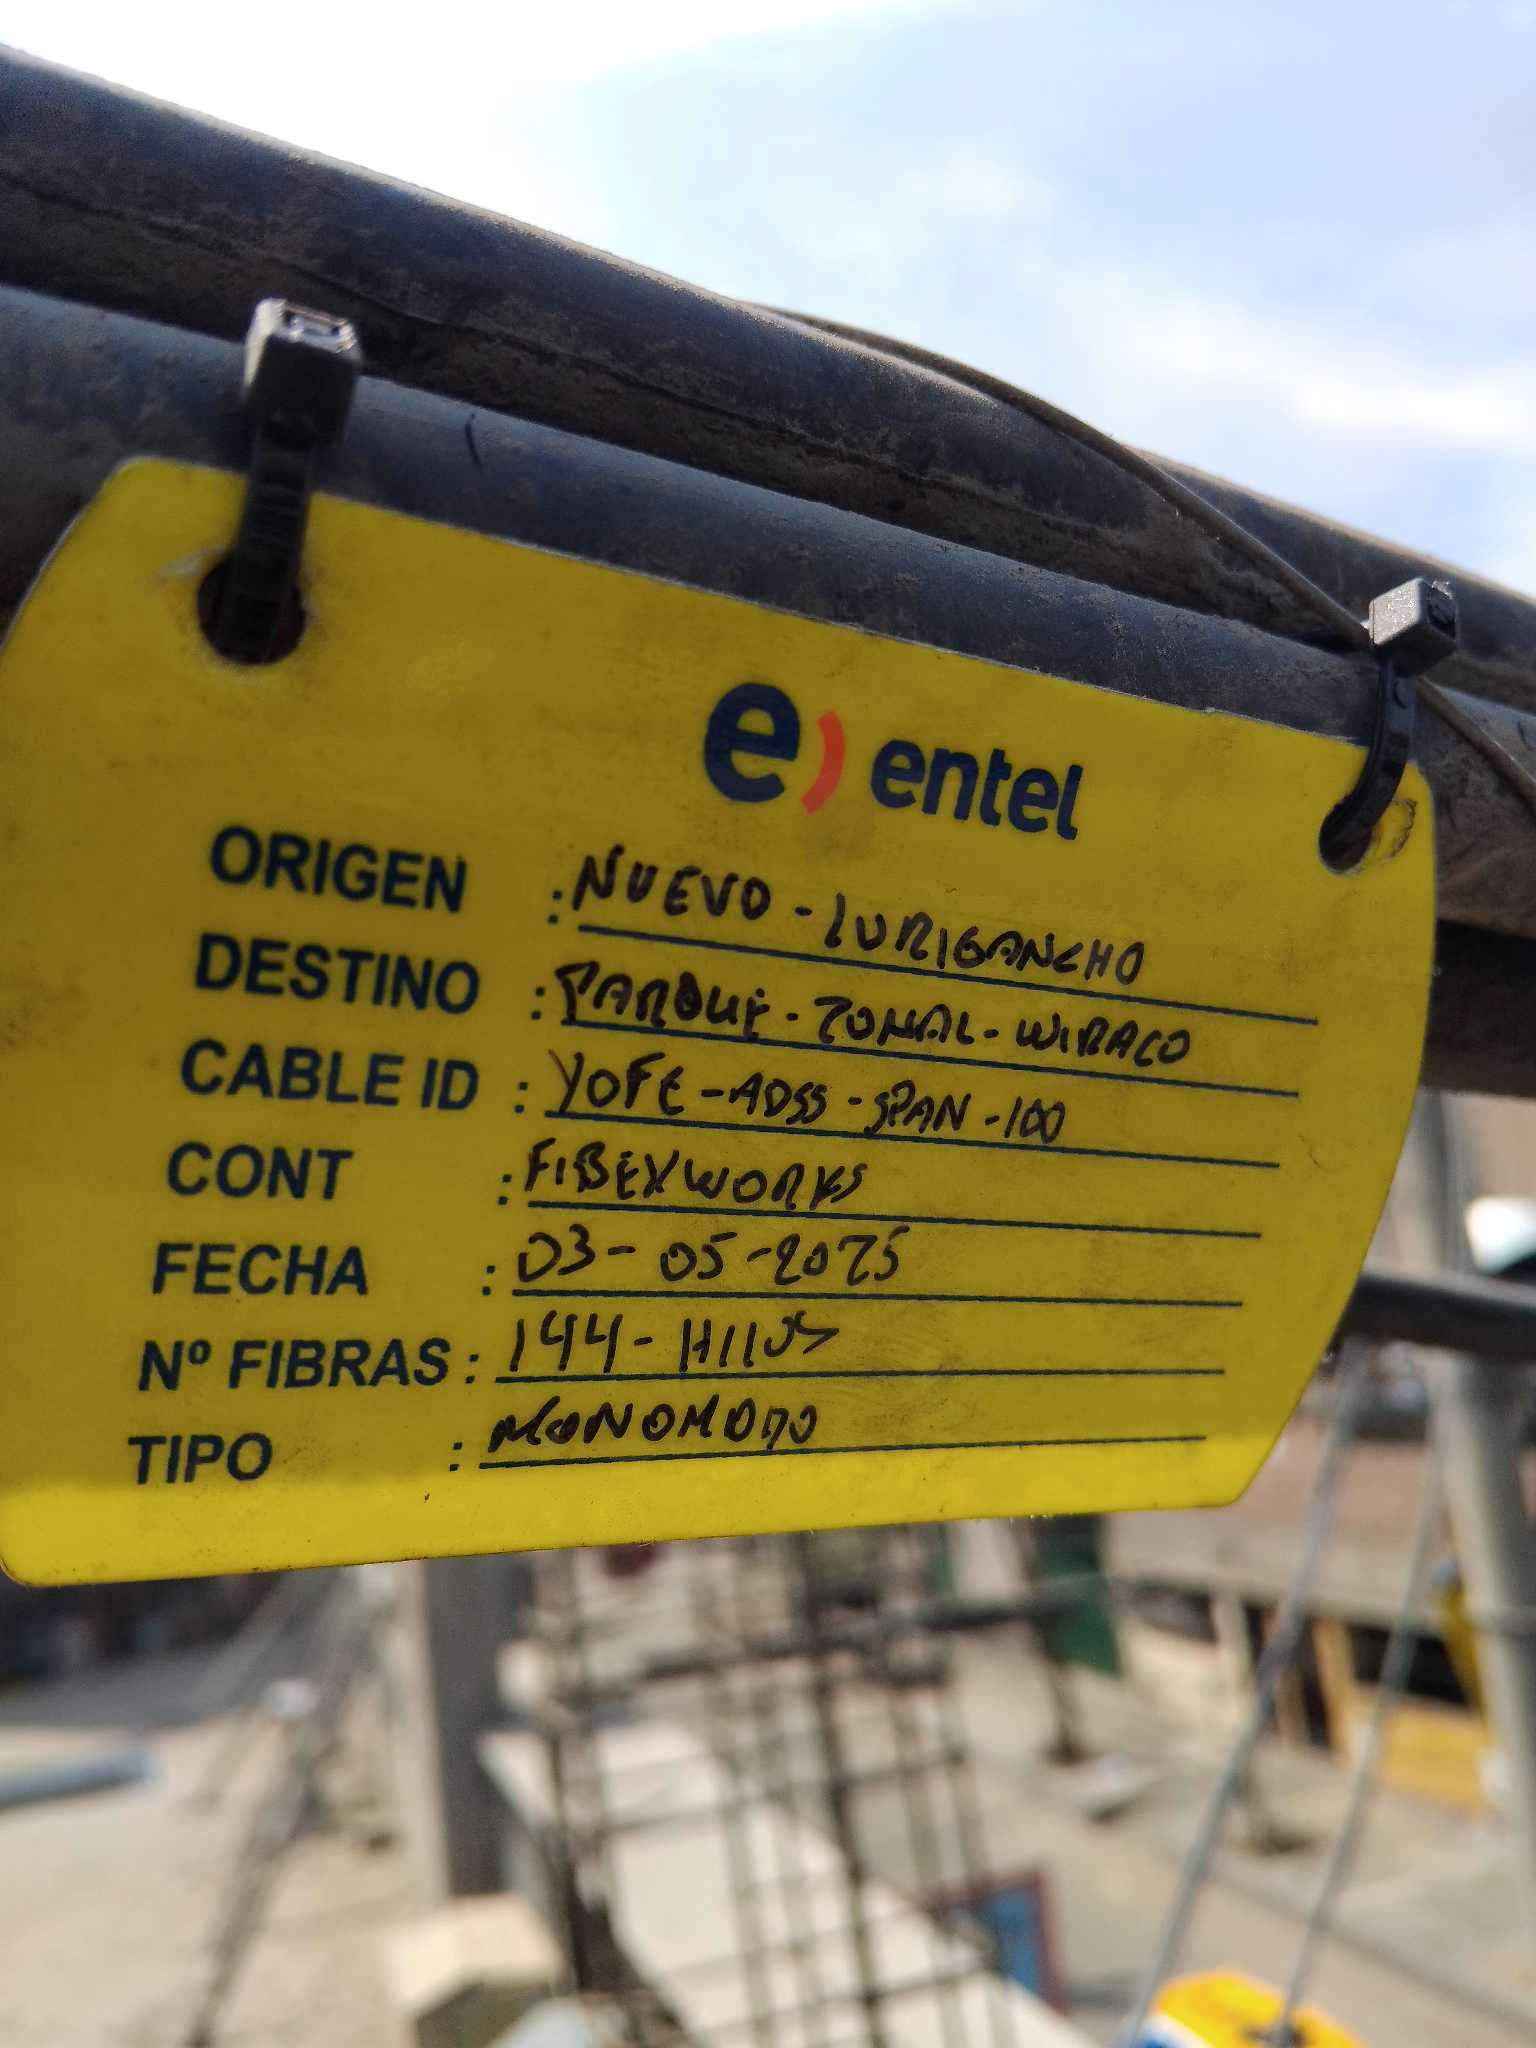 e) entel
ORIGEN : NUEVO - LURIGANCHO
DESTINO : PARQUE - ZONAL - WIRACO
CABLE ID : YOFC - ADSS - SPAN - 100
CONT : FIBEXWORKS
FECHA : 03 - 05 - 2025
Nº FIBRAS : 144 - HILOS
TIPO : MONOMODO